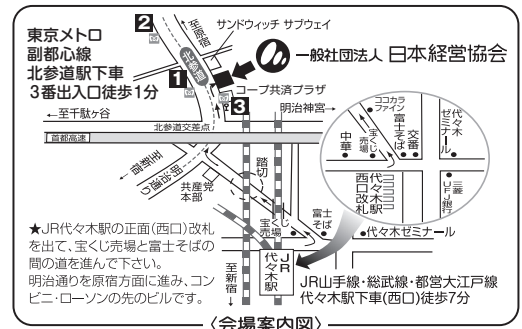 東京メトロ
副都心線
北参道駅下車
3番出入口徒歩1分
2
至原宿
サンドウィッチ サブウェイ
北参道
一般社団法人 日本経営協会
1
コープ共済プラザ
3
←至千駄ヶ谷
明治神宮→
北参道交差点
首都高速
至新宿
明治通り
共産党
本部
踏切
ココカラ
ファイン
宝くじ
売場
富士そば
交番
代々木
ゼミナール
中華
代々木駅
西口改札
三菱
UFJ銀行
★JR代々木駅の正面(西口)改札
を出て、宝くじ売場と富士そばの
間の道を進んで下さい。
明治通りを原宿方面に進み、コン
ビニ・ローソンの先のビルです。
宝くじ
売場
富士
そば
代々木ゼミナール
至新宿
JR
代々木駅
JR山手線・総武線・都営大江戸線
代々木駅下車(西口)徒歩7分
〈会場案内図〉